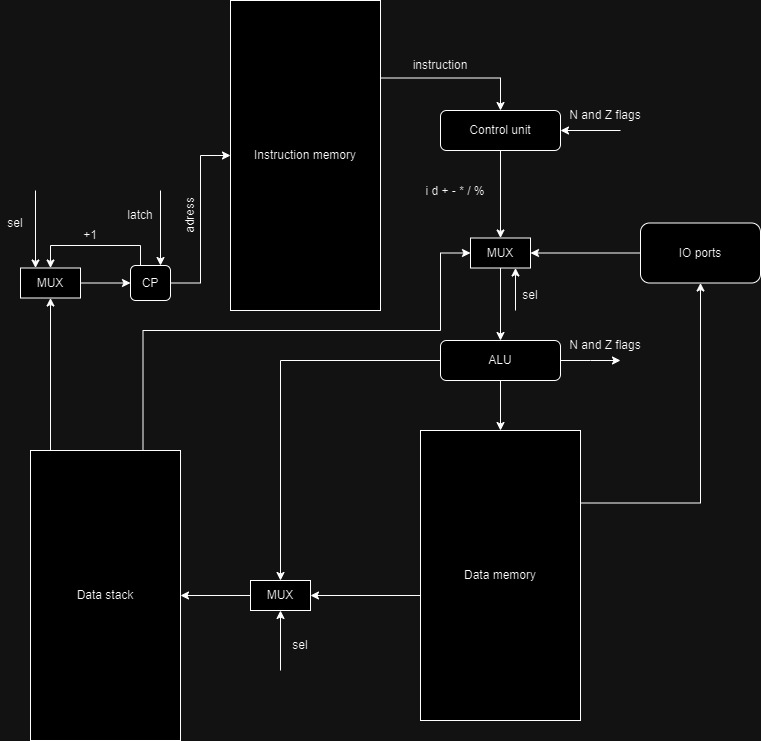 instruction
N and Z flags
Control unit
Instruction memory
i d + - * / %
adress
latch
sel
+1
MUX
IO ports
MUX
CP
sel
N and Z flags
ALU
Data memory
Data stack
MUX
sel